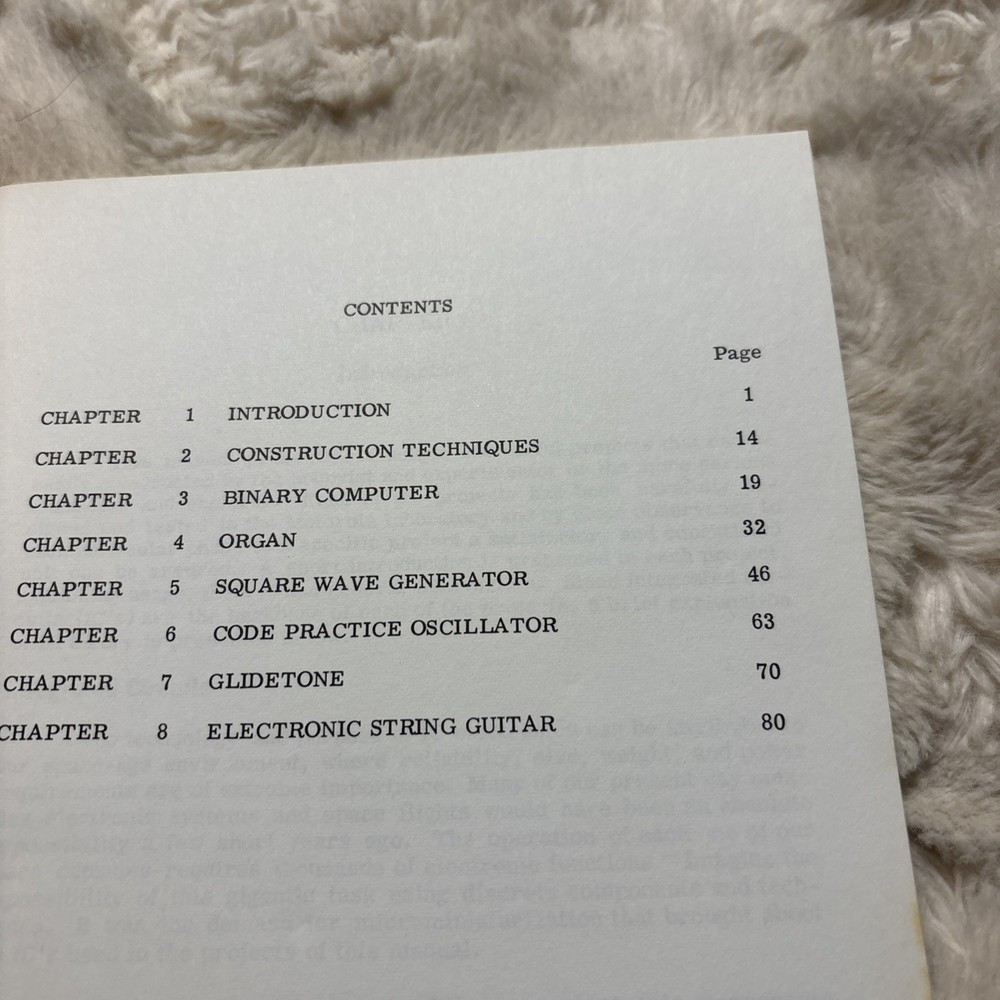 CONTENTS
Page
CHAPTER 1 INTRODUCTION 1
CHAPTER 2 CONSTRUCTION TECHNIQUES 14
CHAPTER 3 BINARY COMPUTER 19
CHAPTER 4 ORGAN 32
CHAPTER 5 SQUARE WAVE GENERATOR 46
CHAPTER 6 CODE PRACTICE OSCILLATOR 63
CHAPTER 7 GLIDETONE 70
CHAPTER 8 ELECTRONIC STRING GUITAR 80